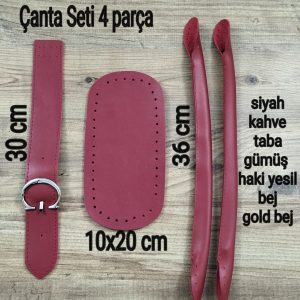 Çanta Seti 4 parça
30 cm
10x20 cm
36 cm
siyah
kahve
taba
gümüş
haki yesil
bej
gold bej